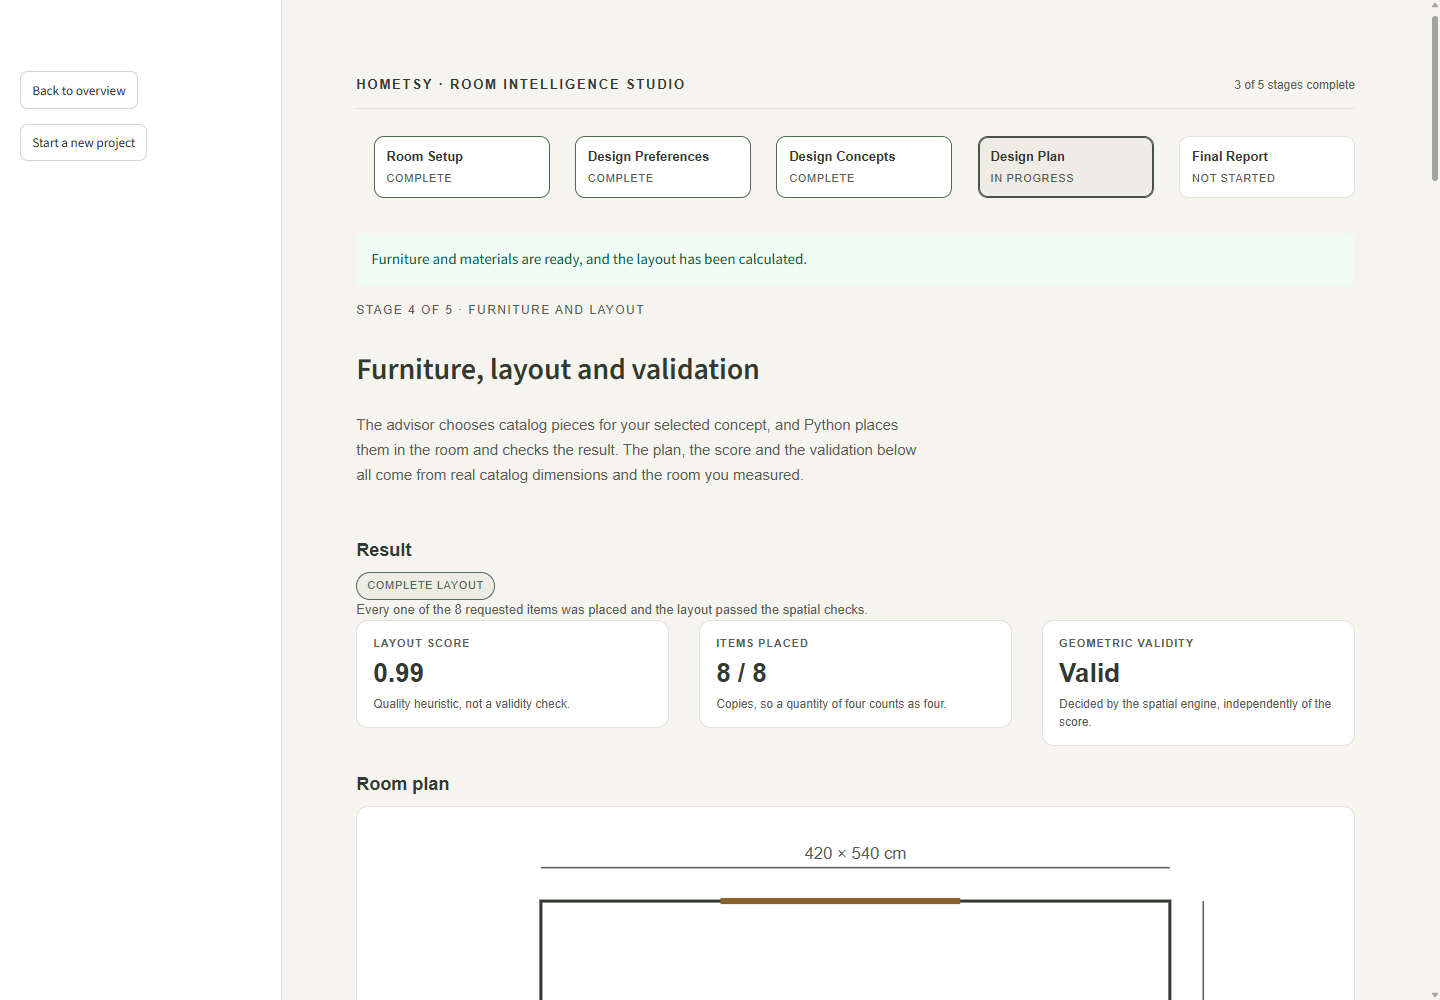 Back to overview
Start a new project
HOMETSY · ROOM INTELLIGENCE STUDIO
3 of 5 stages complete
Room Setup
COMPLETE
Design Preferences
COMPLETE
Design Concepts
COMPLETE
Design Plan
IN PROGRESS
Final Report
NOT STARTED
Furniture and materials are ready, and the layout has been calculated.
STAGE 4 OF 5 · FURNITURE AND LAYOUT
Furniture, layout and validation
The advisor chooses catalog pieces for your selected concept, and Python places
them in the room and checks the result. The plan, the score and the validation below
all come from real catalog dimensions and the room you measured.
Result
COMPLETE LAYOUT
Every one of the 8 requested items was placed and the layout passed the spatial checks.
LAYOUT SCORE
0.99
Quality heuristic, not a validity check.
ITEMS PLACED
8 / 8
Copies, so a quantity of four counts as four.
GEOMETRIC VALIDITY
Valid
Decided by the spatial engine, independently of the
score.
Room plan
420 × 540 cm